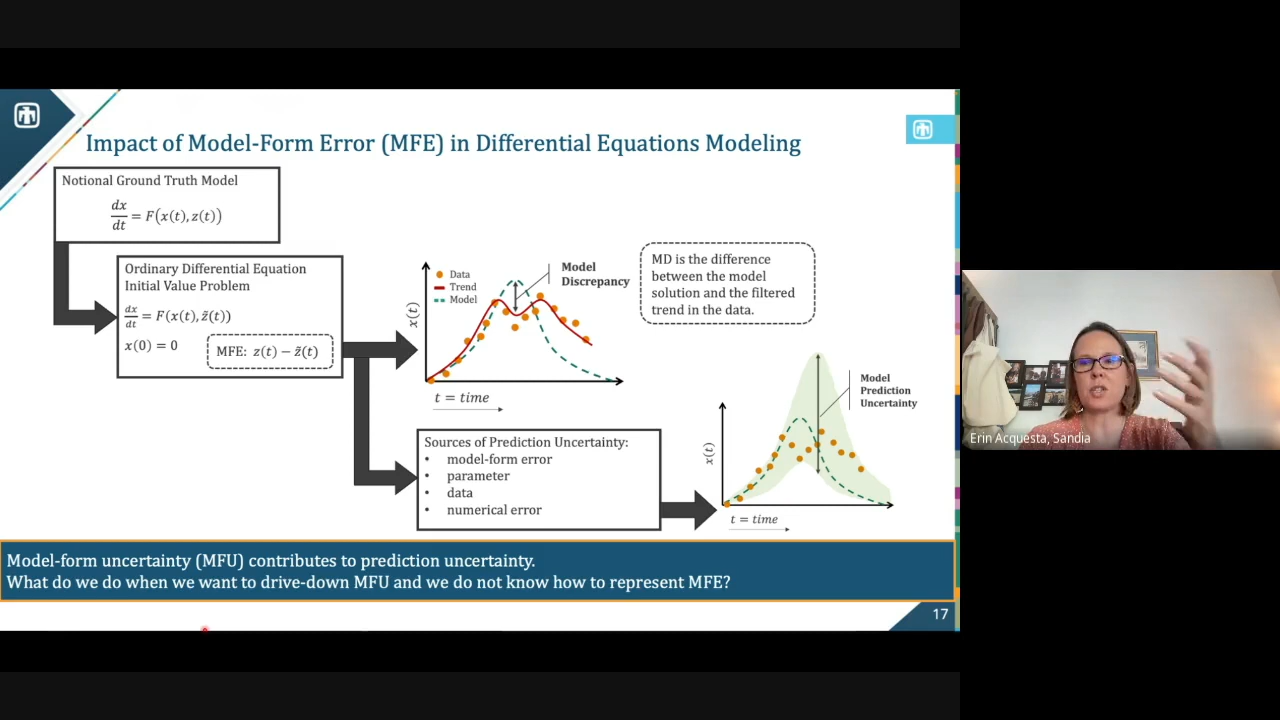 Impact of Model-Form Error (MFE) in Differential Equations Modeling
Notional Ground Truth Model
dx/dt = F(x(t), z(t))
Ordinary Differential Equation
Initial Value Problem
dx/dt = F(x(t), z̃(t))
x(0) = 0
MFE: z(t) − z̃(t)
Data
Trend
Model
x(t)
t = time
Model
Discrepancy
MD is the difference
between the model
solution and the filtered
trend in the data.
Sources of Prediction Uncertainty:
• model-form error
• parameter
• data
• numerical error
x(t)
t = time
Model
Prediction
Uncertainty
Model-form uncertainty (MFU) contributes to prediction uncertainty.
What do we do when we want to drive-down MFU and we do not know how to represent MFE?
17
Erin Acquesta, Sandia